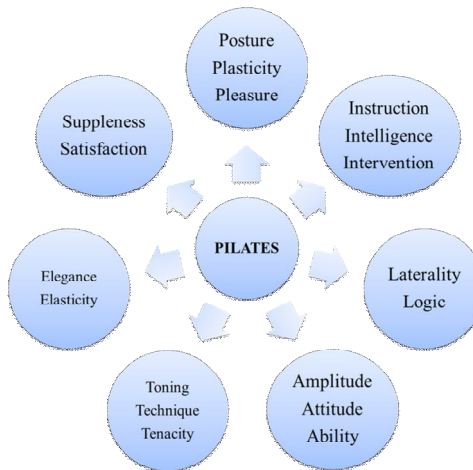 Posture
Plasticity
Pleasure
Instruction
Intelligence
Intervention
Suppleness
Satisfaction
PILATES
Elegance
Elasticity
Laterality
Logic
Toning
Technique
Tenacity
Amplitude
Attitude
Ability